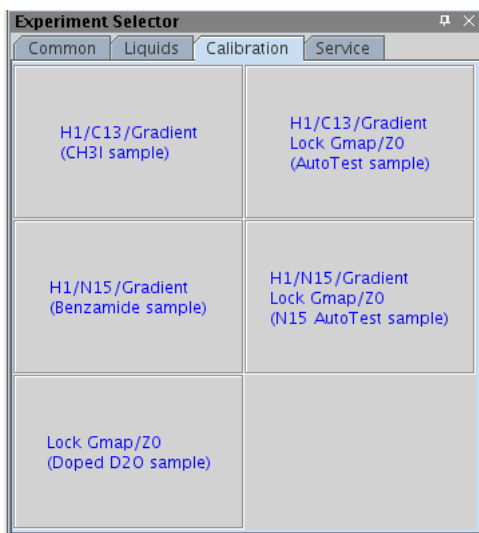 Experiment Selector
Common Liquids Calibration Service
H1/C13/Gradient
(CH3I sample)
H1/C13/Gradient
Lock Gmap/Z0
(AutoTest sample)
H1/N15/Gradient
(Benzamide sample)
H1/N15/Gradient
Lock Gmap/Z0
(N15 AutoTest sample)
Lock Gmap/Z0
(Doped D2O sample)